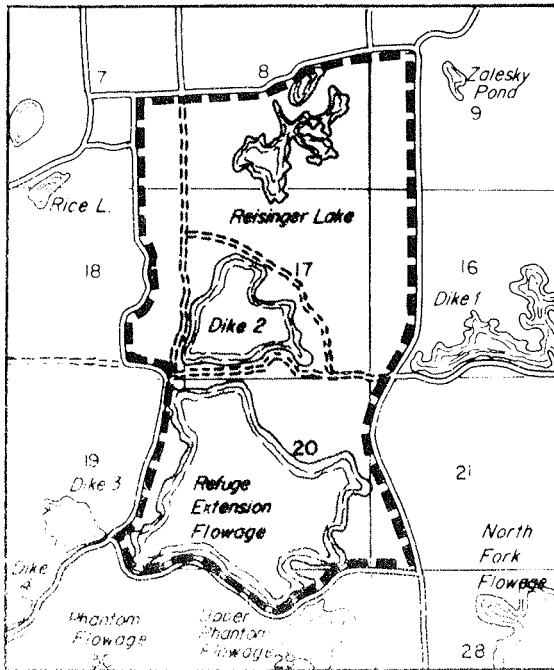 7
8
Zalesky
Pond
9
Rice L.
Reisinger Lake
18
17
16
Dike 1
Dike 2
19
20
21
Dike 3
Refuge
Extension
Flowage
North
Fork
Flowage
Dike
Phantom
Flowage
Upper
Phantom
Flowage
28